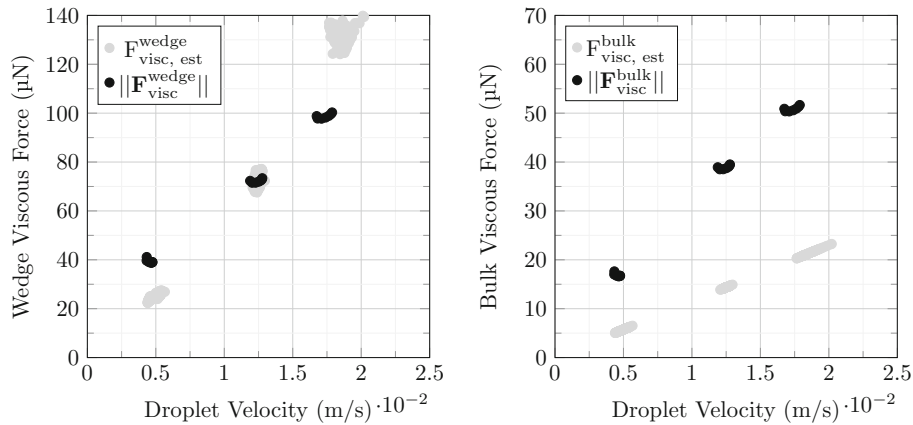 140
120
100
80
60
40
20
0
0 0.5 1 1.5 2 2.5
Wedge Viscous Force (µN)
Droplet Velocity (m/s) ·10⁻²
F^wedge_visc, est
||F^wedge_visc||
70
60
50
40
30
20
10
0
0 0.5 1 1.5 2 2.5
Bulk Viscous Force (µN)
Droplet Velocity (m/s) ·10⁻²
F^bulk_visc, est
||F^bulk_visc||